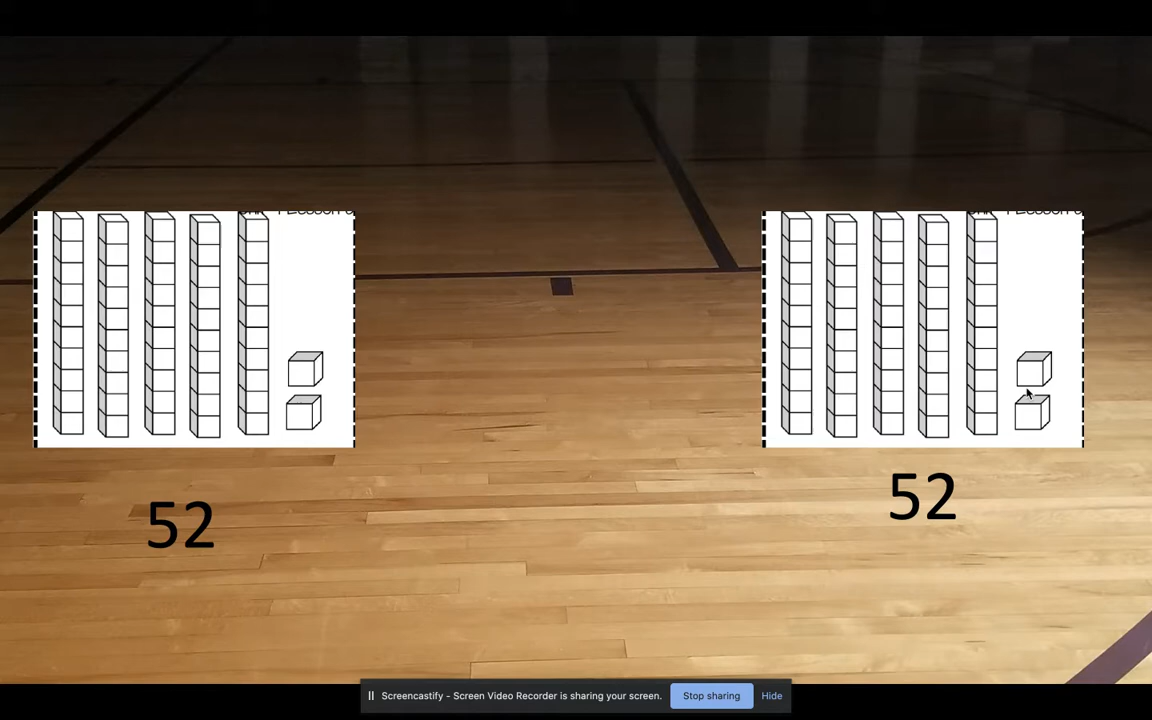 52
52
Screencastify - Screen Video Recorder is sharing your screen.
Stop sharing
Hide